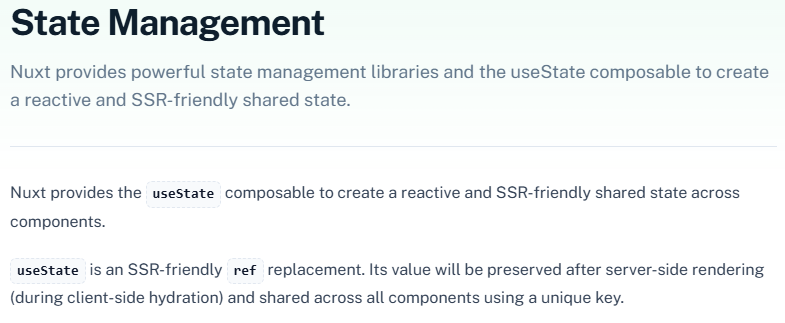 State Management
Nuxt provides powerful state management libraries and the useState composable to create
a reactive and SSR-friendly shared state.
Nuxt provides the useState composable to create a reactive and SSR-friendly shared state across
components.
useState is an SSR-friendly ref replacement. Its value will be preserved after server-side rendering
(during client-side hydration) and shared across all components using a unique key.